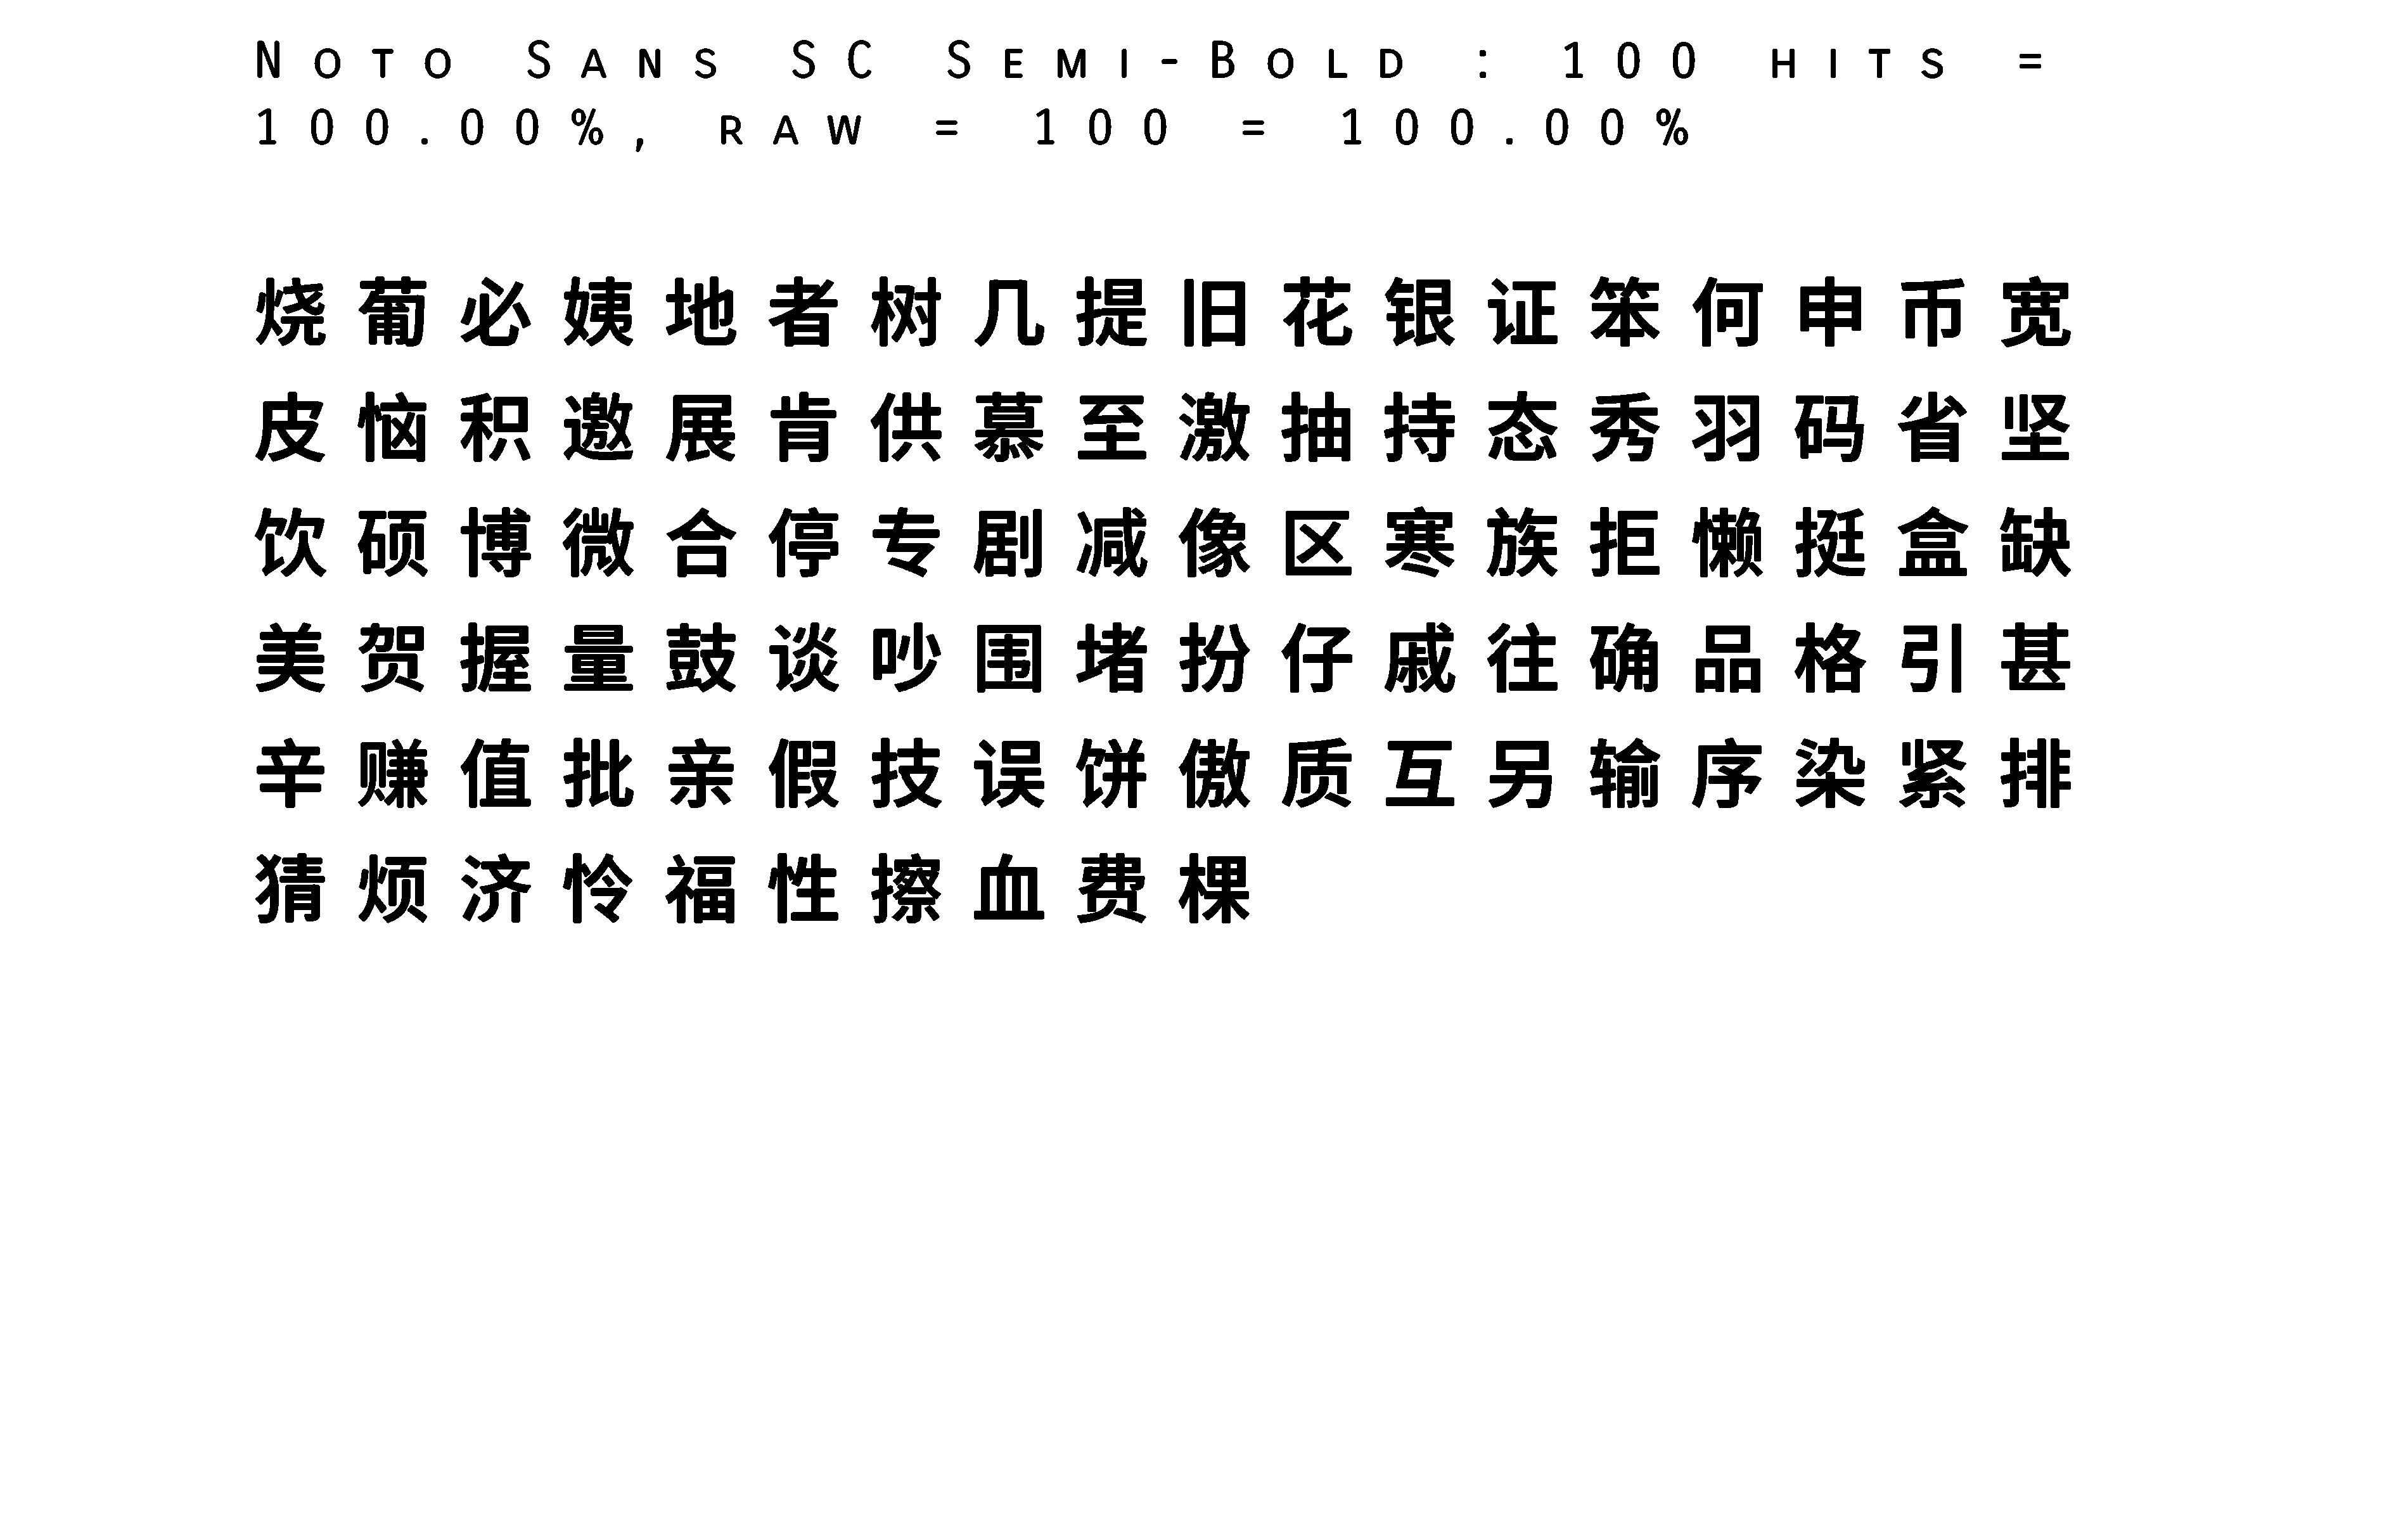 Noto Sans SC Semi-Bold : 100 hits =
100.00%, raw = 100 = 100.00%
烧葡必姨地者树几提旧花银证笨何申币宽
皮恼积邀展肯供慕至激抽持态秀羽码省坚
饮硕博微合停专剧减像区寒族拒懒挺盒缺
美贺握量鼓谈吵围堵扮仔戚往确品格引甚
辛赚值批亲假技误饼傲质互另输序染紧排
猜烦济怜福性擦血费棵